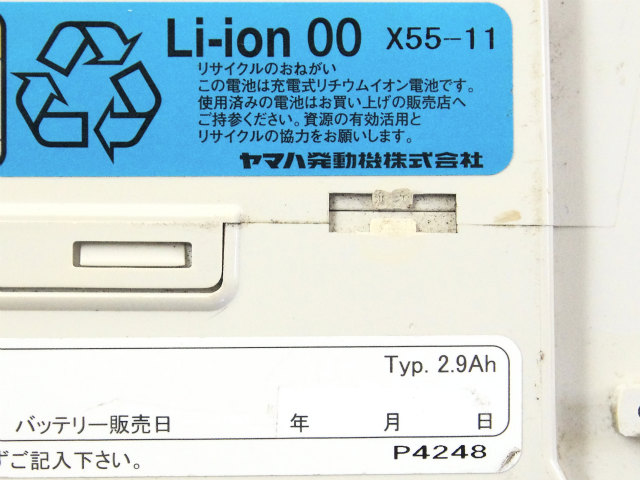 Li-ion 00 X55-11
リサイクルのおねがい
この電池は充電式リチウムイオン電池です。
使用済みの電池はお買い上げの販売店へ
ご持参ください。資源の有効活用と
リサイクルの協力をお願いします。
ヤマハ発動機株式会社
Typ. 2.9Ah
バッテリー販売日 年 月 日
ずご記入下さい。 P4248